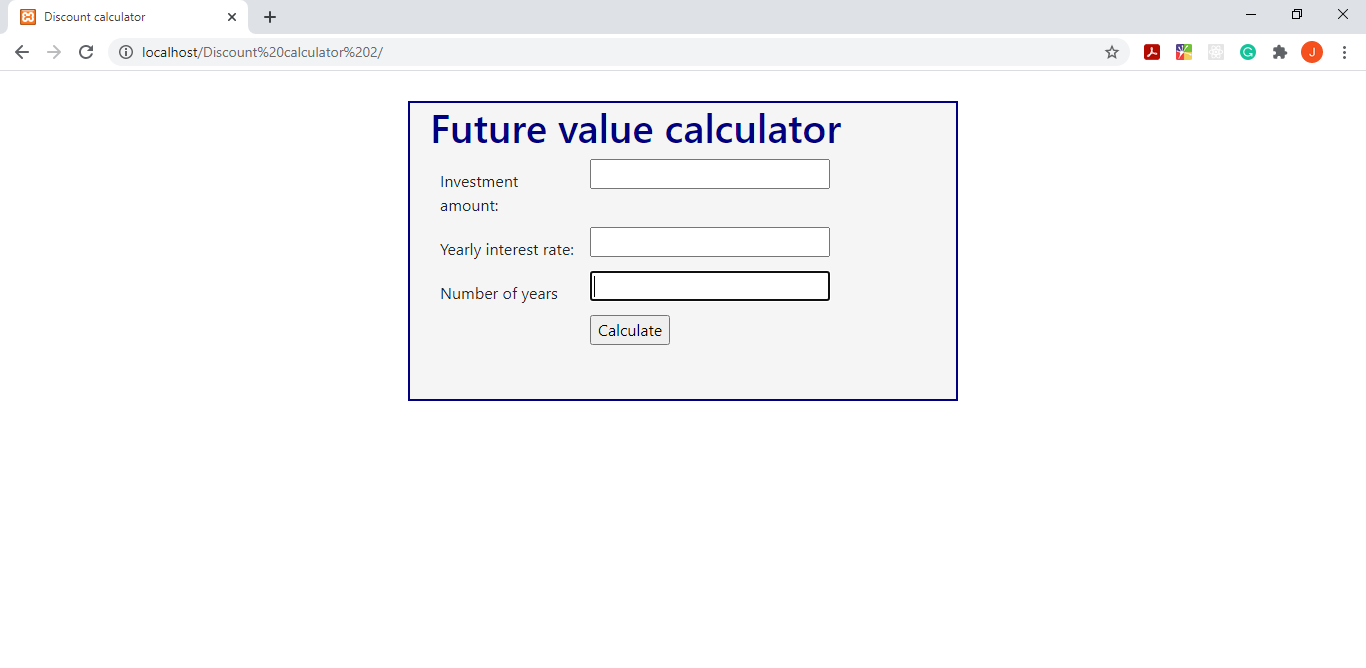 Discount calculator
localhost/Discount%20calculator%202/
J
Future value calculator
Investment
amount:
Yearly interest rate:
Number of years
Calculate